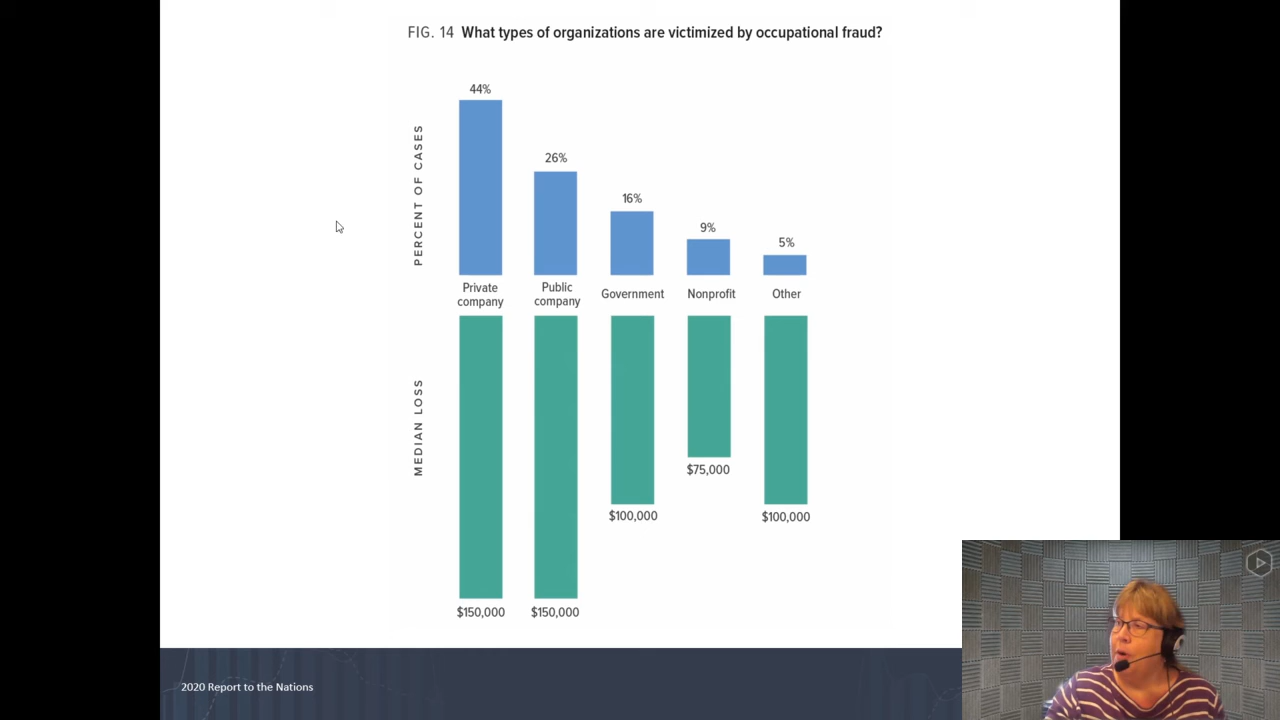 FIG. 14 What types of organizations are victimized by occupational fraud?
PERCENT OF CASES
44%
26%
16%
9%
5%
Private
company
Public
company
Government
Nonprofit
Other
MEDIAN LOSS
$150,000
$150,000
$100,000
$75,000
$100,000
2020 Report to the Nations